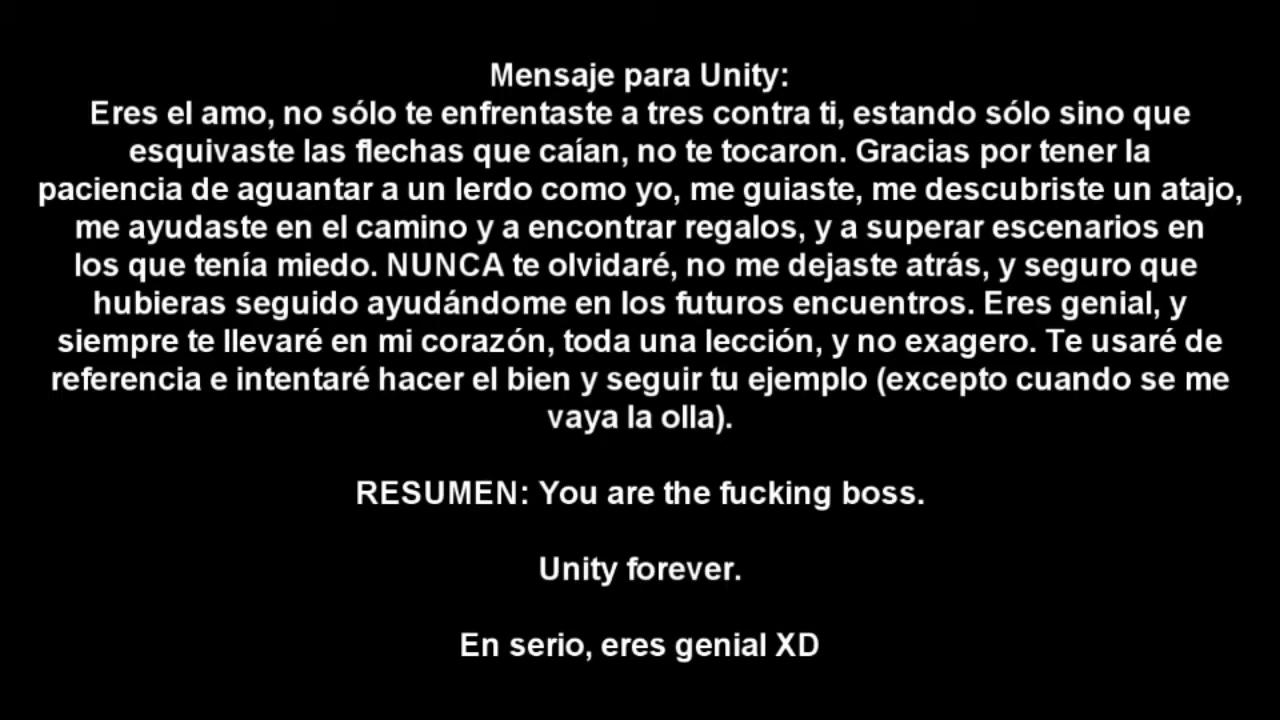 Mensaje para Unity:
Eres el amo, no sólo te enfrentaste a tres contra ti, estando sólo sino que
esquivaste las flechas que caían, no te tocaron. Gracias por tener la
paciencia de aguantar a un lerdo como yo, me guiaste, me descubriste un atajo,
me ayudaste en el camino y a encontrar regalos, y a superar escenarios en
los que tenía miedo. NUNCA te olvidaré, no me dejaste atrás, y seguro que
hubieras seguido ayudándome en los futuros encuentros. Eres genial, y
siempre te llevaré en mi corazón, toda una lección, y no exagero. Te usaré de
referencia e intentaré hacer el bien y seguir tu ejemplo (excepto cuando se me
vaya la olla).
RESUMEN: You are the fucking boss.
Unity forever.
En serio, eres genial XD